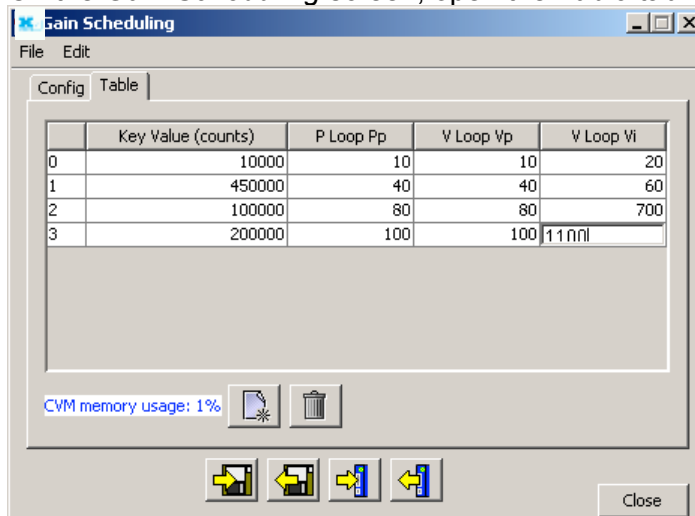 Gain Scheduling
File Edit
Config Table
Key Value (counts) P Loop Pp V Loop Vp V Loop Vi
0 10000 10 10 20
1 450000 40 40 60
2 100000 80 80 700
3 200000 100 100 1100
CVM memory usage: 1%
Close